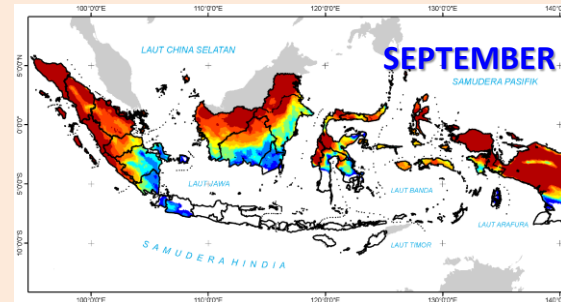 100°0'0"E 110°0'0"E 120°0'0"E 130°0'0"E 140°0'
LAUT CHINA SELATAN
SEPTEMBER
5°0'0"N
SAMUDERA PASIFIK
0°0'0"
LAUT JAWA
5°0'0"S
LAUT BANDA
LAUT ARAFURA
10°0'0"S
SAMUDERA HINDIA
LAUT TIMOR
100°0'0"E 110°0'0"E 120°0'0"E 130°0'0"E 140°0'